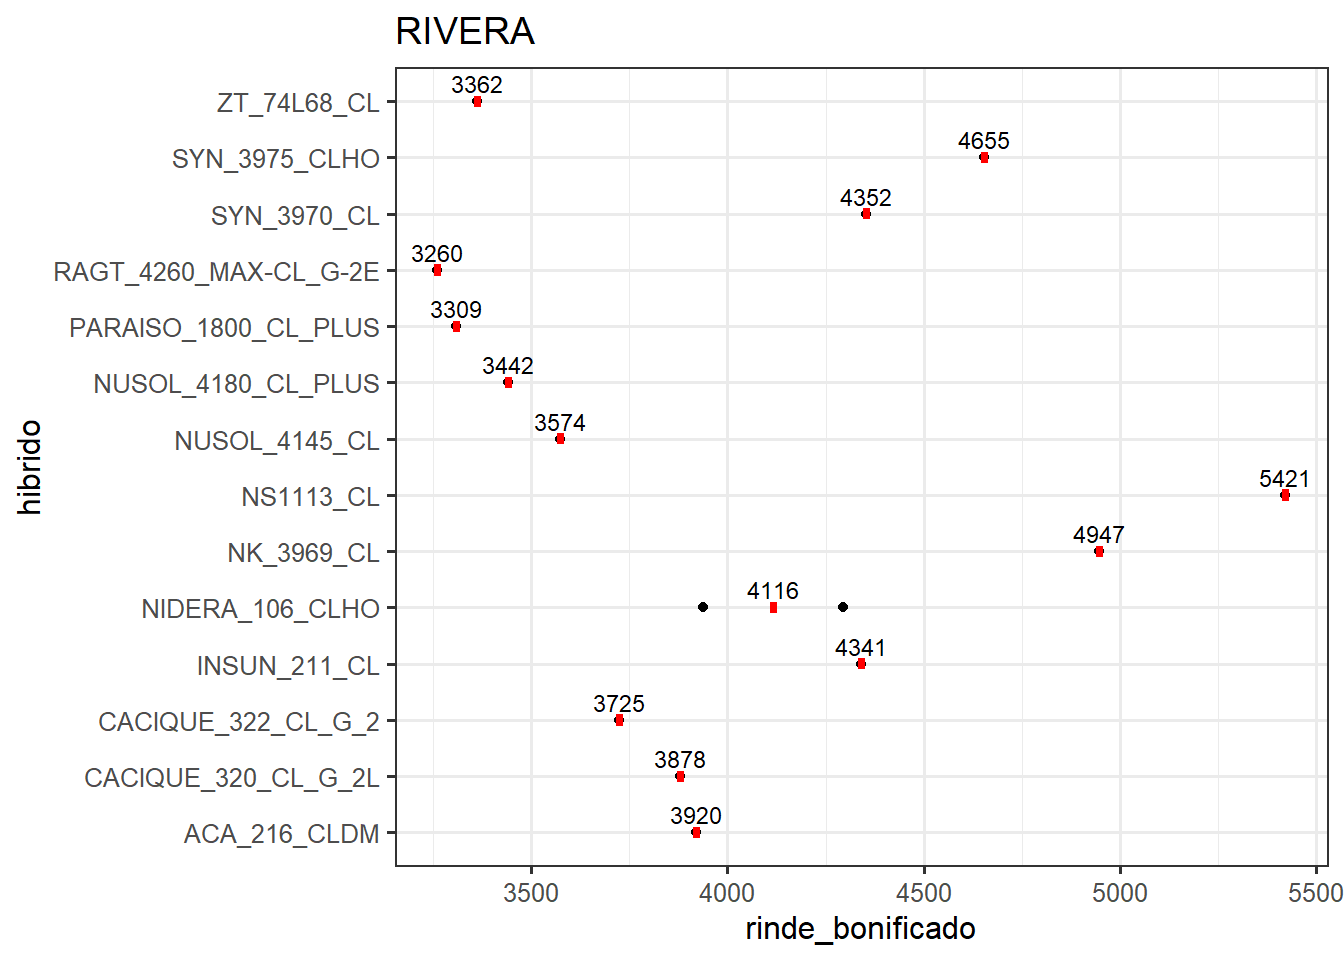 RIVERA
3362
ZT_74L68_CL
4655
SYN_3975_CLHO
4352
SYN_3970_CL
3260
RAGT_4260_MAX-CL_G-2E
3309
PARAISO_1800_CL_PLUS
3442
NUSOL_4180_CL_PLUS
3574
NUSOL_4145_CL
5421
NS1113_CL
4947
NK_3969_CL
4116
NIDERA_106_CLHO
4341
INSUN_211_CL
3725
CACIQUE_322_CL_G_2
3878
CACIQUE_320_CL_G_2L
3920
ACA_216_CLDM
hibrido
3500 4000 4500 5000 5500
rinde_bonificado